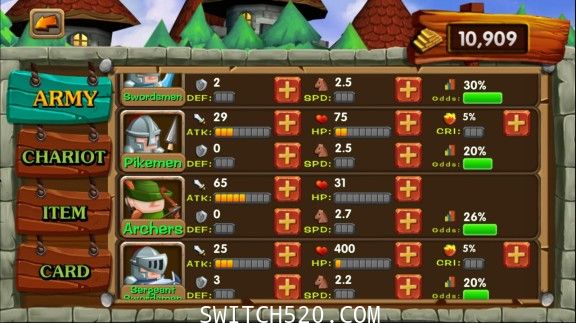 10,909
ARMY
CHARIOT
ITEM
CARD
Swordsmen
2
DEF:
2.5
SPD:
30%
Odds:
Pikemen
29
ATK:
75
HP:
5%
CRI:
0
DEF:
2.5
SPD:
20%
Odds:
Archers
65
ATK:
31
HP:
0
DEF:
2.7
SPD:
26%
Odds:
Sergeant
Swordsmen
25
ATK:
400
HP:
5%
CRI:
3
DEF:
2.2
SPD:
20%
Odds:
SWITCH520.COM